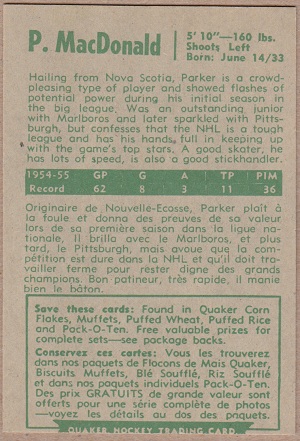 P. MacDonald
5' 10"—160 lbs.
Shoots Left
Born: June 14/33
Hailing from Nova Scotia, Parker is a crowd-
pleasing type of player and showed flashes of
potential power during his initial season in
the big league. Was an outstanding junior
with Marlboros and later sparkled with Pitts-
burgh, but confesses that the NHL is a tough
league and has his hands full in keeping up
with the game's top stars. A good skater, he
has lots of speed, is also a good stickhandler.
1954-55 GP G A TP PIM
Record 62 8 3 11 36
Originaire de Nouvelle-Ecosse, Parker plaît à
la foule et donna des preuves de sa valeur
lors de sa première saison dans la ligue na-
tionale. Il brilla avec le Marlboros, et plus
tard, le Pittsburgh, mais avoue que la com-
pétition est dure dans la NHL et qu'il doit tra-
vailler ferme pour rester digne des grands
champions. Bon patineur, très rapide, il manie
bien le bâton.
Save these cards: Found in Quaker Corn
Flakes, Muffets, Puffed Wheat, Puffed Rice
and Pack-O-Ten. Free valuable prizes for
complete sets—see package backs.
Conservez ces cartes: Vous les trouverez
dans nos paquets de Flocons de Maïs Quaker,
Biscuits Muffets, Blé Soufflé, Riz Soufflé
et dans nos paquets individuels Pack-O-Ten.
Des prix GRATUITS de grande valeur sont
offerts pour une série complète de photos
—voyez les détails au dos des paquets.
QUAKER HOCKEY TRADING CARD